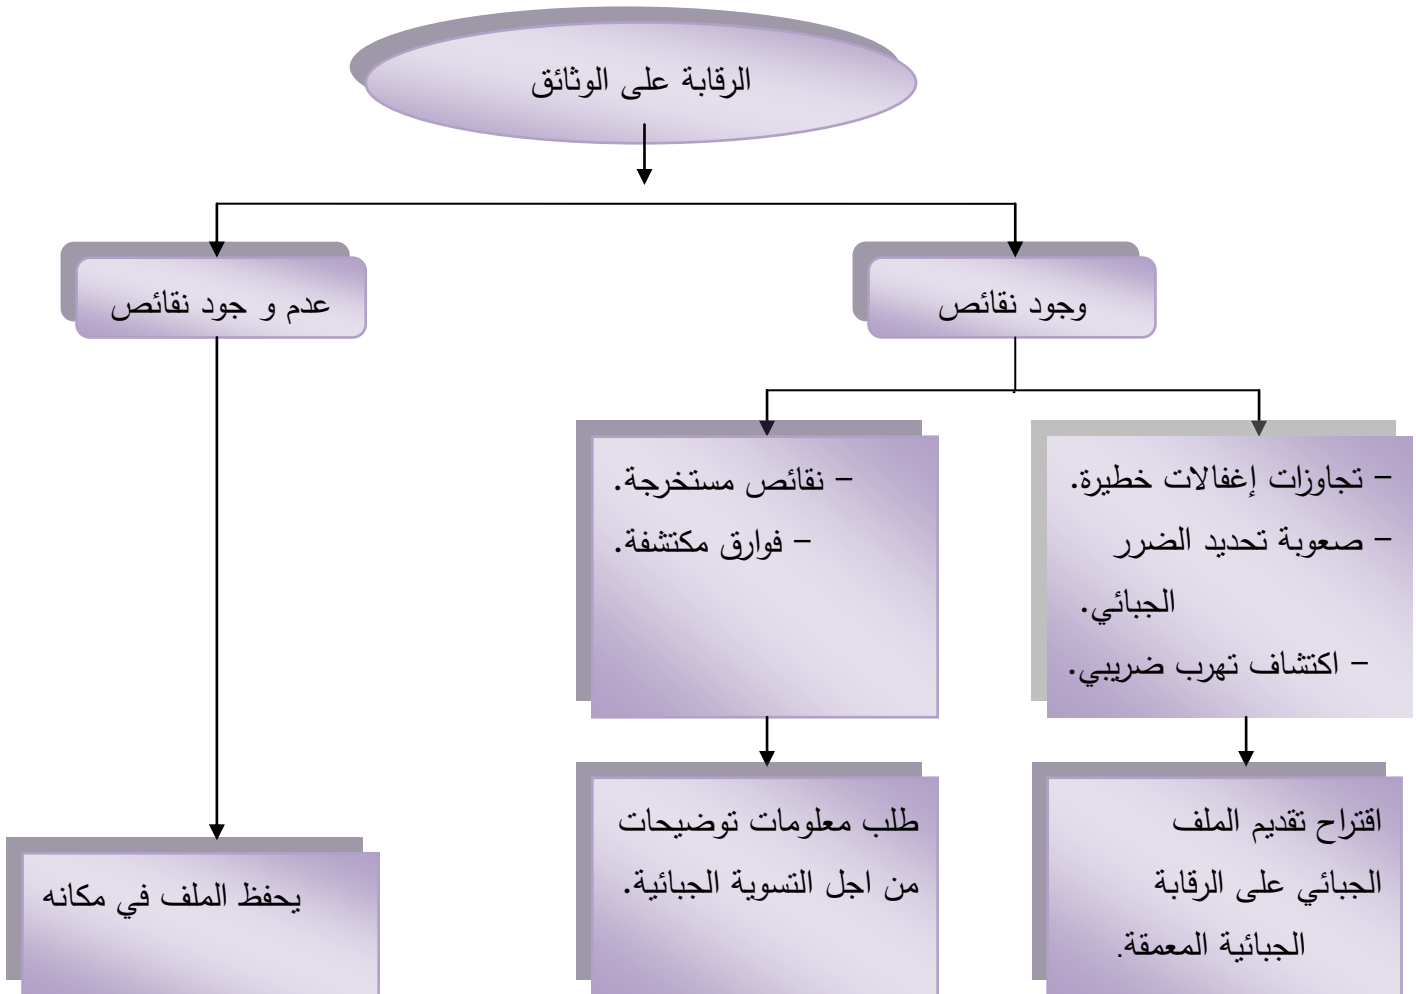 الرقابة على الوثائق
وجود نقائص
عدم و جود نقائص
- تجاوزات إغفالات خطيرة.
- صعوبة تحديد الضرر
الجبائي.
- اكتشاف تهرب ضريبي.
- نقائص مستخرجة.
- فوارق مكتشفة.
اقتراح تقديم الملف
الجبائي على الرقابة
الجبائية المعمقة.
طلب معلومات توضيحات
من اجل التسوية الجبائية.
يحفظ الملف في مكانه